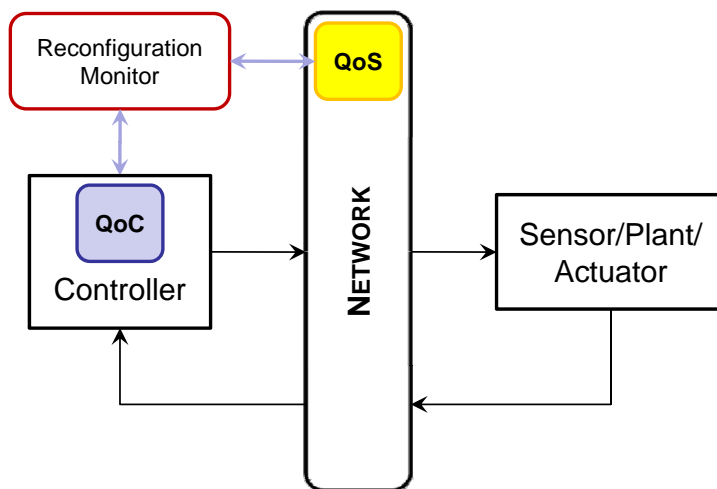 Reconfiguration
Monitor
QoS
QoC
Controller
NETWORK
Sensor/Plant/
Actuator